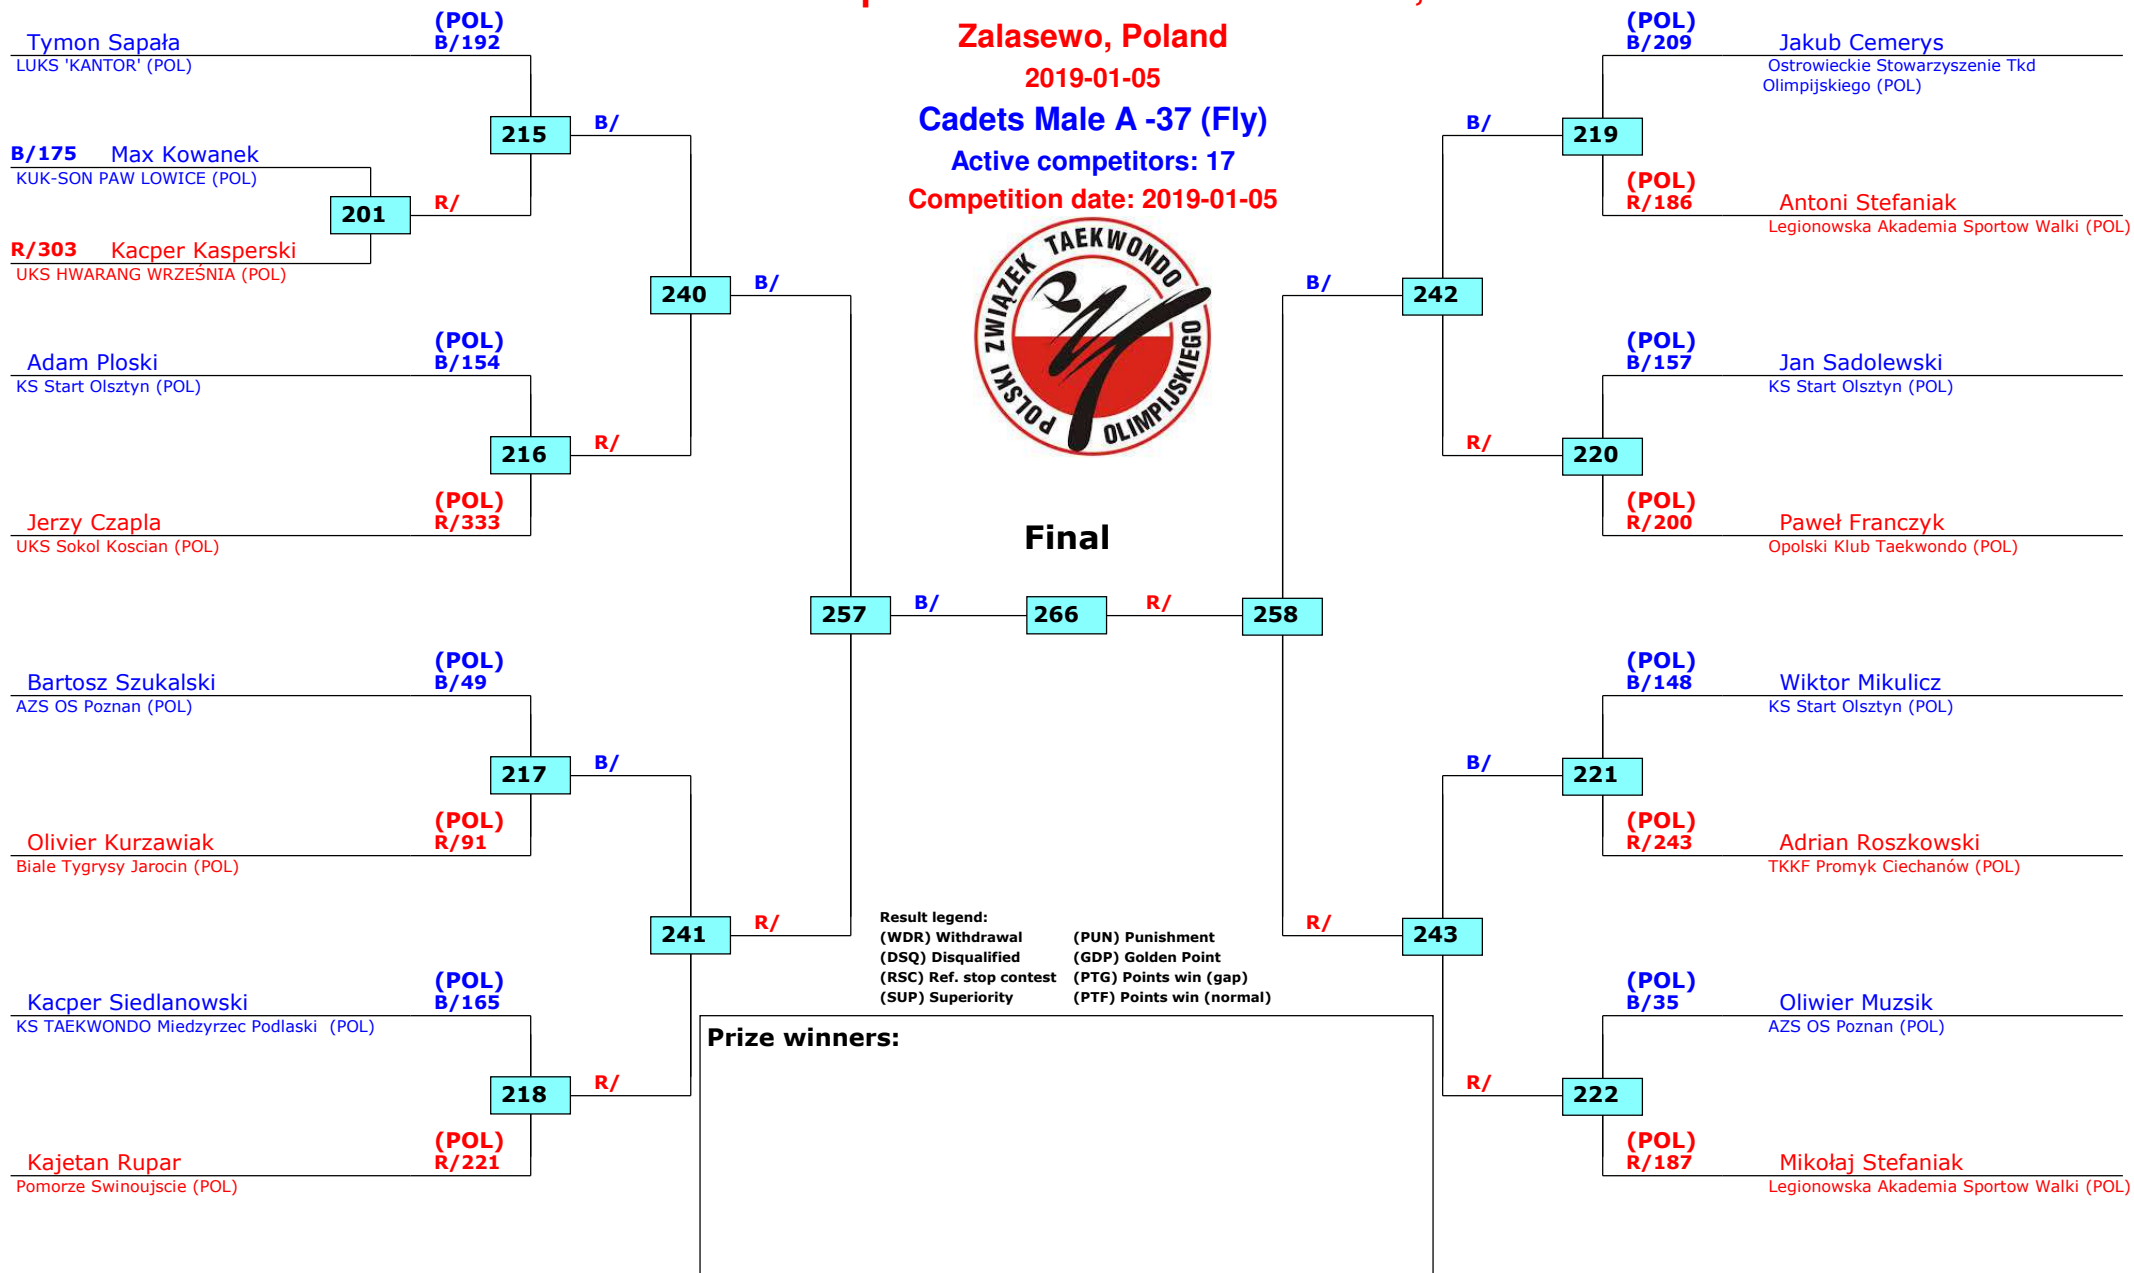 Zalasewo, Poland
2019-01-05
Cadets Male A -37 (Fly)
Active competitors: 17
Competition date: 2019-01-05
POLSKI ZWIĄZEK TAEKWONDO OLIMPIJSKIEGO
(POL)
Tymon Sapała B/192
LUKS 'KANTOR' (POL)
215
B/
B/175 Max Kowanek
KUK-SON PAW LOWICE (POL)
201
R/
R/303 Kacper Kasperski
UKS HWARANG WRZEŚNIA (POL)
240
B/
(POL)
Adam Ploski B/154
KS Start Olsztyn (POL)
216
R/
(POL)
Jerzy Czapla R/333
UKS Sokol Koscian (POL)
(POL)
Bartosz Szukalski B/49
AZS OS Poznan (POL)
217
B/
(POL)
Olivier Kurzawiak R/91
Biale Tygrysy Jarocin (POL)
241
R/
(POL)
Kacper Siedlanowski B/165
KS TAEKWONDO Miedzyrzec Podlaski (POL)
218
R/
(POL)
Kajetan Rupar R/221
Pomorze Swinoujscie (POL)
Final
257 B/ 266 R/ 258
(POL)
B/209 Jakub Cemerys
Ostrowieckie Stowarzyszenie Tkd
Olimpijskiego (POL)
B/
219
(POL)
R/186 Antoni Stefaniak
Legionowska Akademia Sportow Walki (POL)
B/
242
(POL)
B/157 Jan Sadolewski
KS Start Olsztyn (POL)
R/
220
(POL)
R/200 Paweł Franczyk
Opolski Klub Taekwondo (POL)
(POL)
B/148 Wiktor Mikulicz
KS Start Olsztyn (POL)
B/
221
(POL)
R/243 Adrian Roszkowski
TKKF Promyk Ciechanów (POL)
R/
243
(POL)
B/35 Oliwier Muzsik
AZS OS Poznan (POL)
R/
222
(POL)
R/187 Mikołaj Stefaniak
Legionowska Akademia Sportow Walki (POL)
Result legend:
(WDR) Withdrawal (PUN) Punishment
(DSQ) Disqualified (GDP) Golden Point
(RSC) Ref. stop contest (PTG) Points win (gap)
(SUP) Superiority (PTF) Points win (normal)
Prize winners: